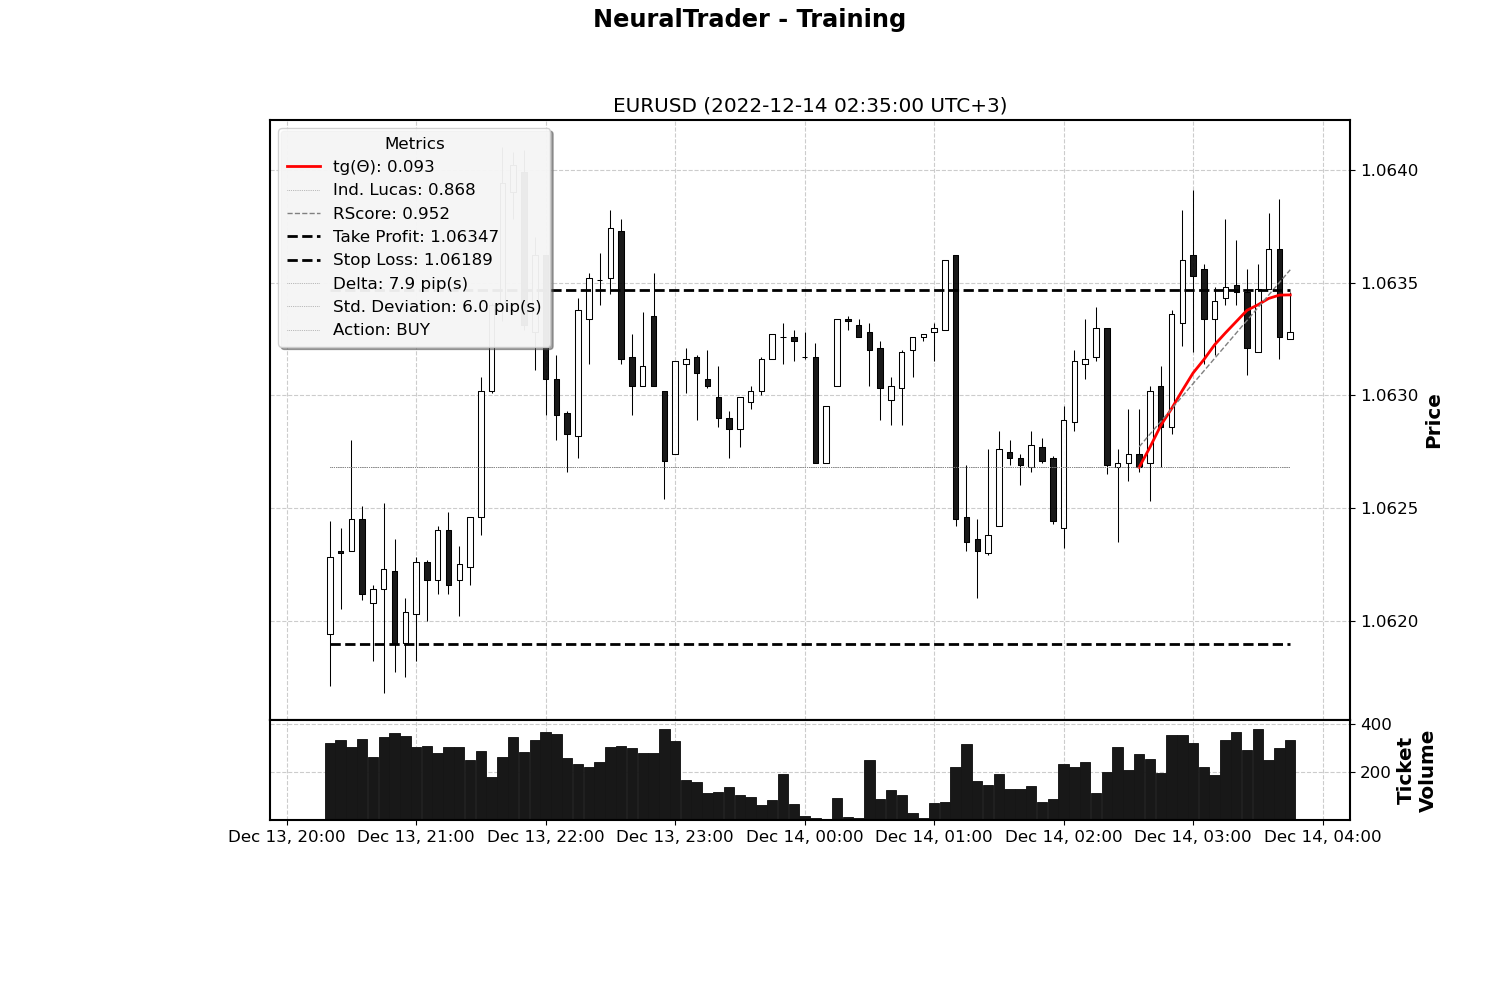 NeuralTrader - Training
EURUSD (2022-12-14 02:35:00 UTC+3)
Metrics
tg(Θ): 0.093
Ind. Lucas: 0.868
RScore: 0.952
Take Profit: 1.06347
Stop Loss: 1.06189
Delta: 7.9 pip(s)
Std. Deviation: 6.0 pip(s)
Action: BUY
1.0640
1.0635
1.0630
1.0625
1.0620
Price
400
200
Ticket
Volume
Dec 13, 20:00
Dec 13, 21:00
Dec 13, 22:00
Dec 13, 23:00
Dec 14, 00:00
Dec 14, 01:00
Dec 14, 02:00
Dec 14, 03:00
Dec 14, 04:00